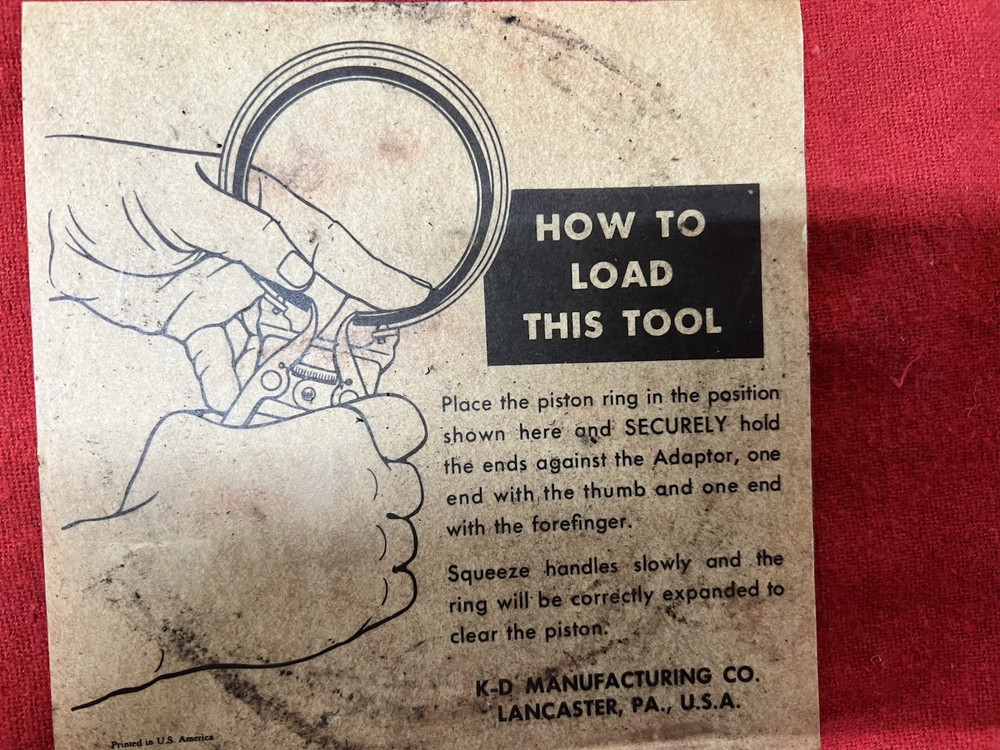 HOW TO
LOAD
THIS TOOL
Place the piston ring in the position
shown here and SECURELY hold
the ends against the Adaptor, one
end with the thumb and one end
with the forefinger.
Squeeze handles slowly and the
ring will be correctly expanded to
clear the piston.
K-D MANUFACTURING CO.
LANCASTER, PA., U.S.A.
Printed in U.S. America